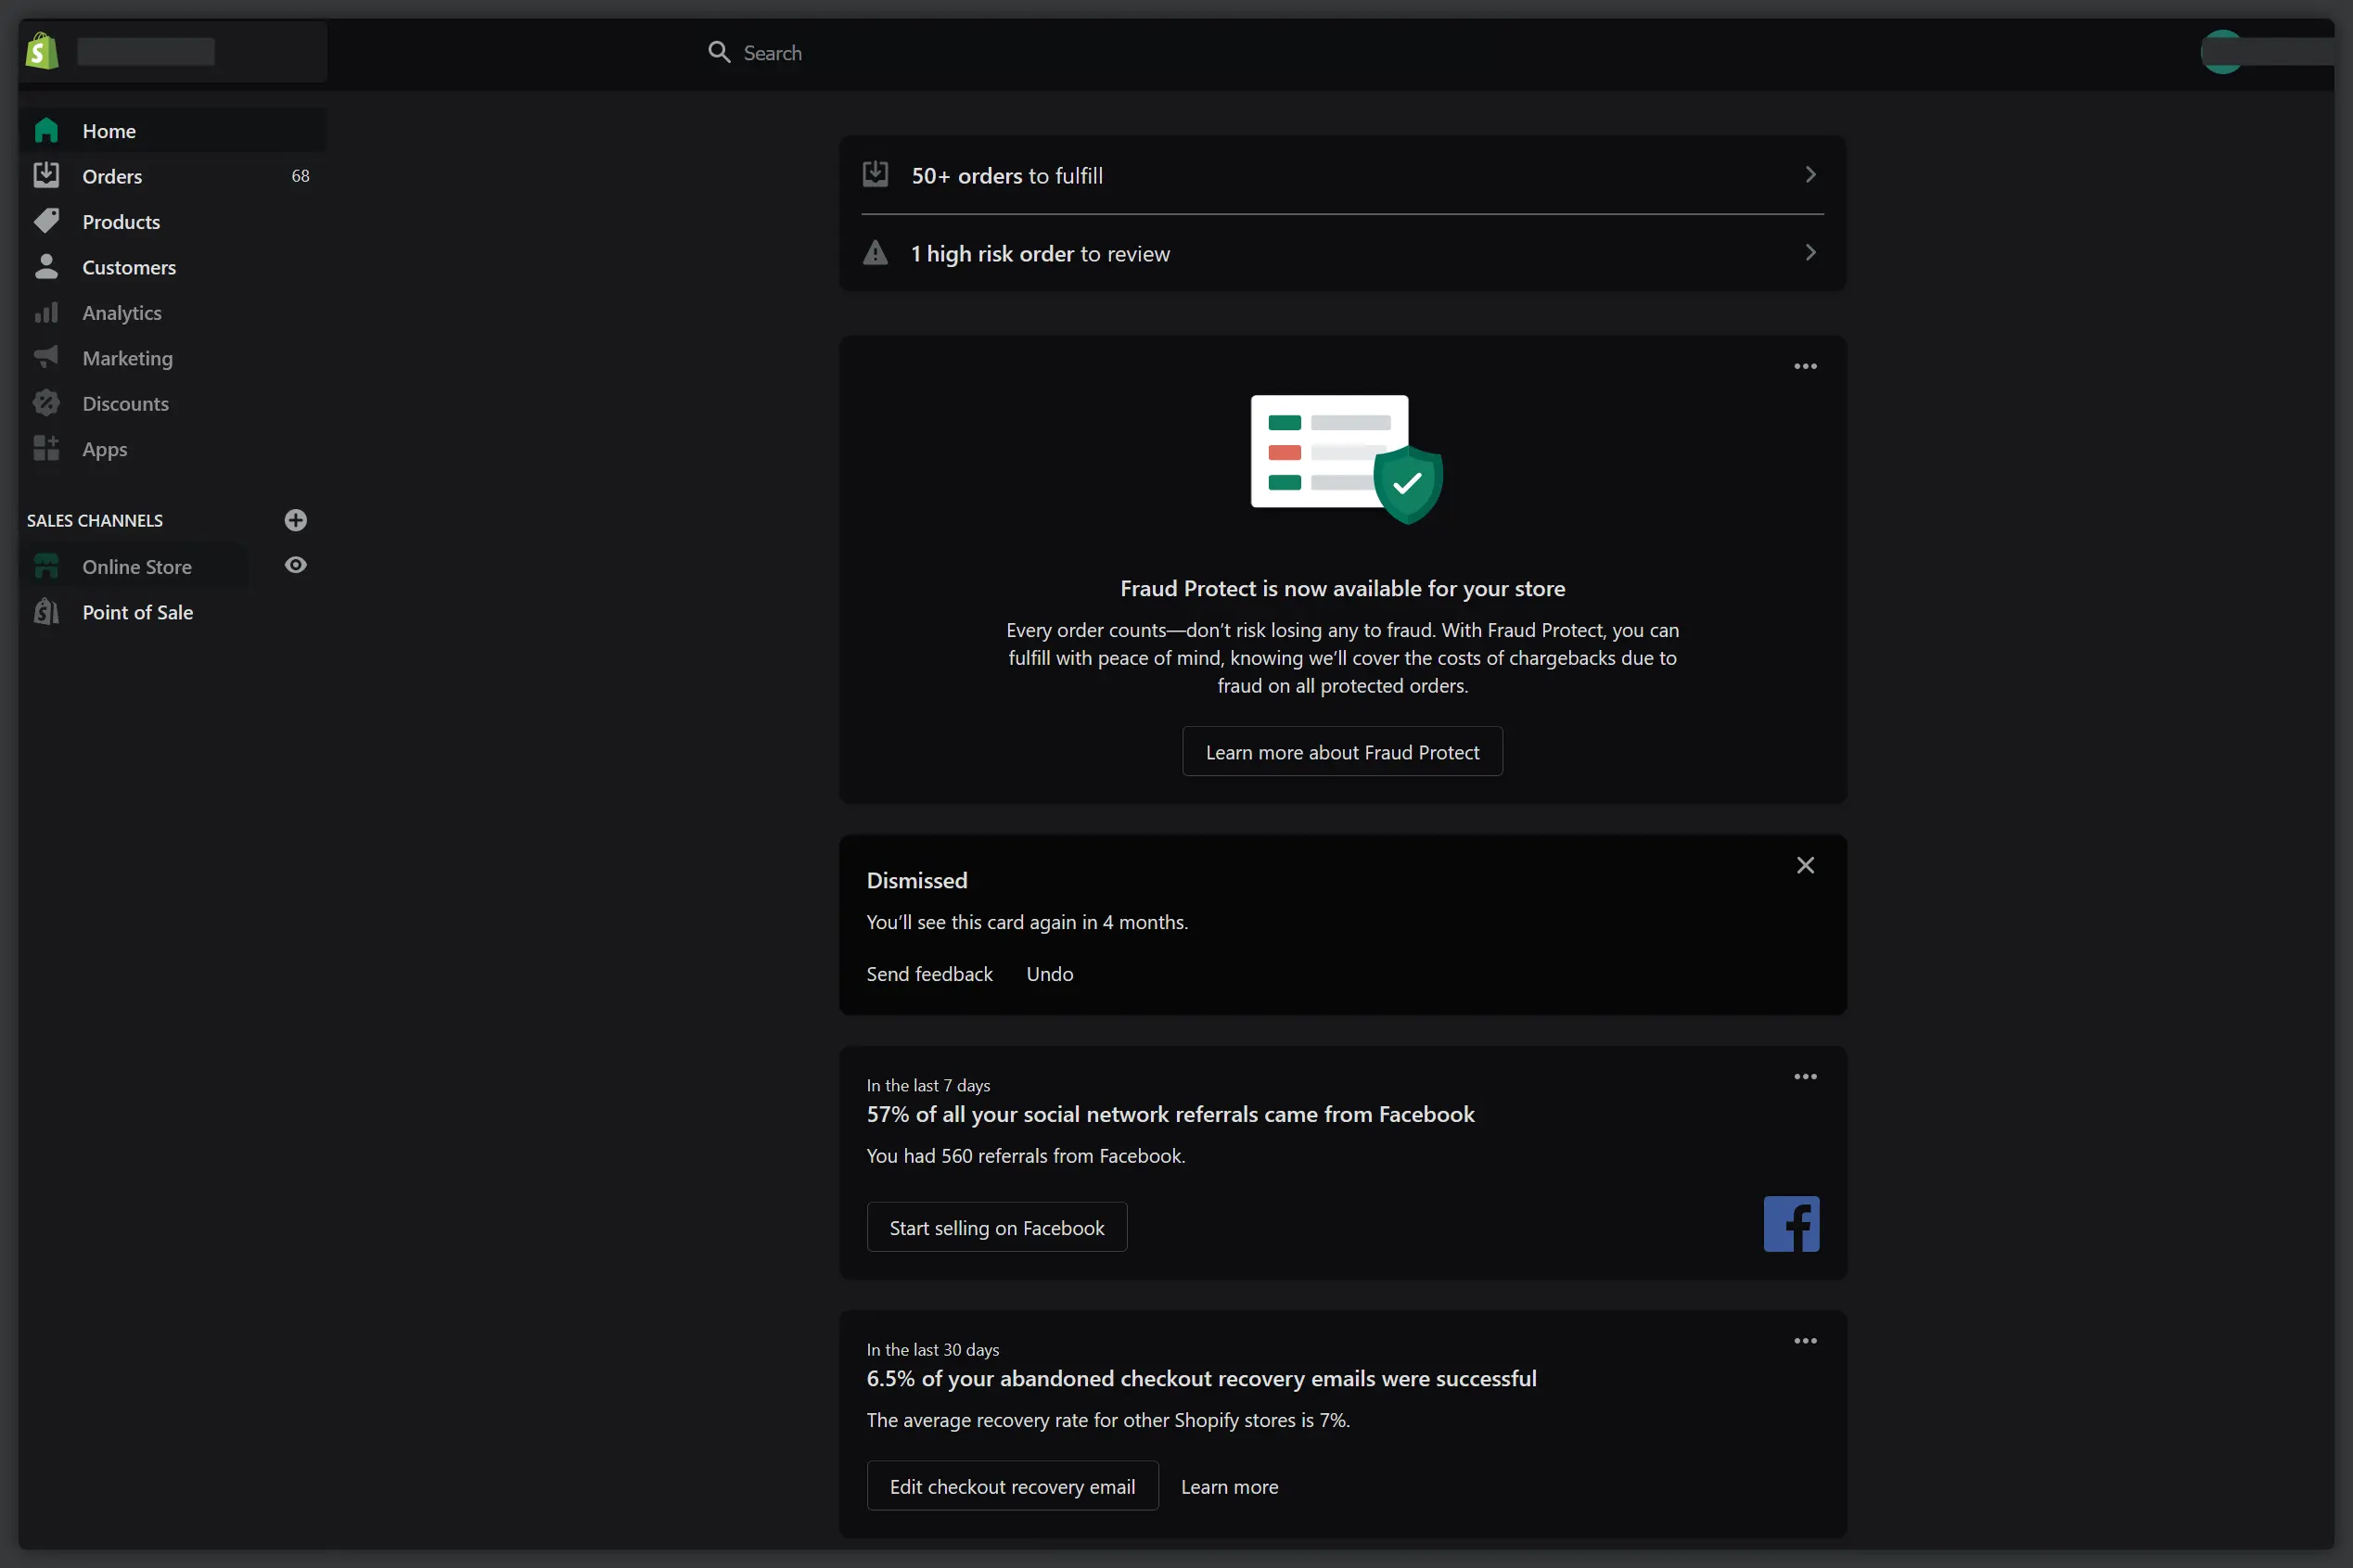 Search
Home
Orders 68
Products
Customers
Analytics
Marketing
Discounts
Apps
SALES CHANNELS
Online Store
Point of Sale
50+ orders to fulfill
1 high risk order to review
Fraud Protect is now available for your store
Every order counts—don’t risk losing any to fraud. With Fraud Protect, you can
fulfill with peace of mind, knowing we’ll cover the costs of chargebacks due to
fraud on all protected orders.
Learn more about Fraud Protect
Dismissed
You’ll see this card again in 4 months.
Send feedback Undo
In the last 7 days
57% of all your social network referrals came from Facebook
You had 560 referrals from Facebook.
Start selling on Facebook
In the last 30 days
6.5% of your abandoned checkout recovery emails were successful
The average recovery rate for other Shopify stores is 7%.
Edit checkout recovery email Learn more